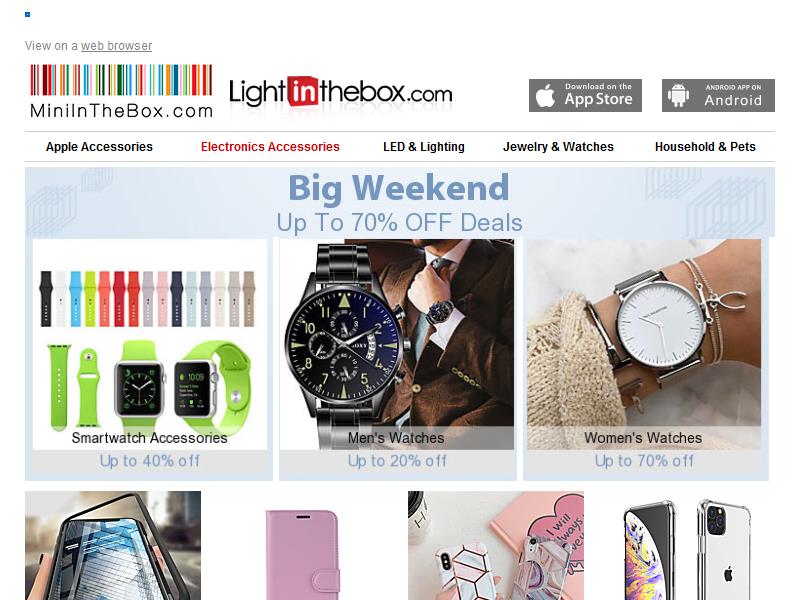 View on a web browser
MiniInTheBox.com
Lightinthebox.com
Download on the
App Store
ANDROID APP ON
Android
Apple Accessories Electronics Accessories LED & Lighting Jewelry & Watches Household & Pets
Big Weekend
Up To 70% OFF Deals
Smartwatch Accessories
Up to 40% off
Men's Watches
Up to 20% off
Women's Watches
Up to 70% off
I will
always